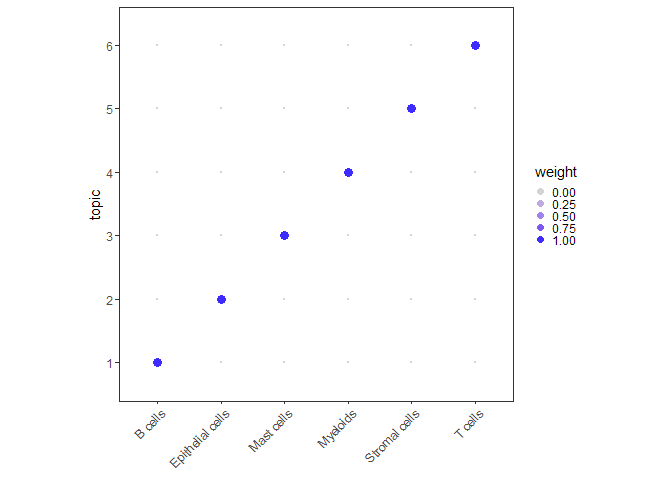 6
5
4
3
2
1
topic
B cells
Epithelial cells
Mast cells
Myeloids
Stromal cells
T cells
weight
0.00
0.25
0.50
0.75
1.00